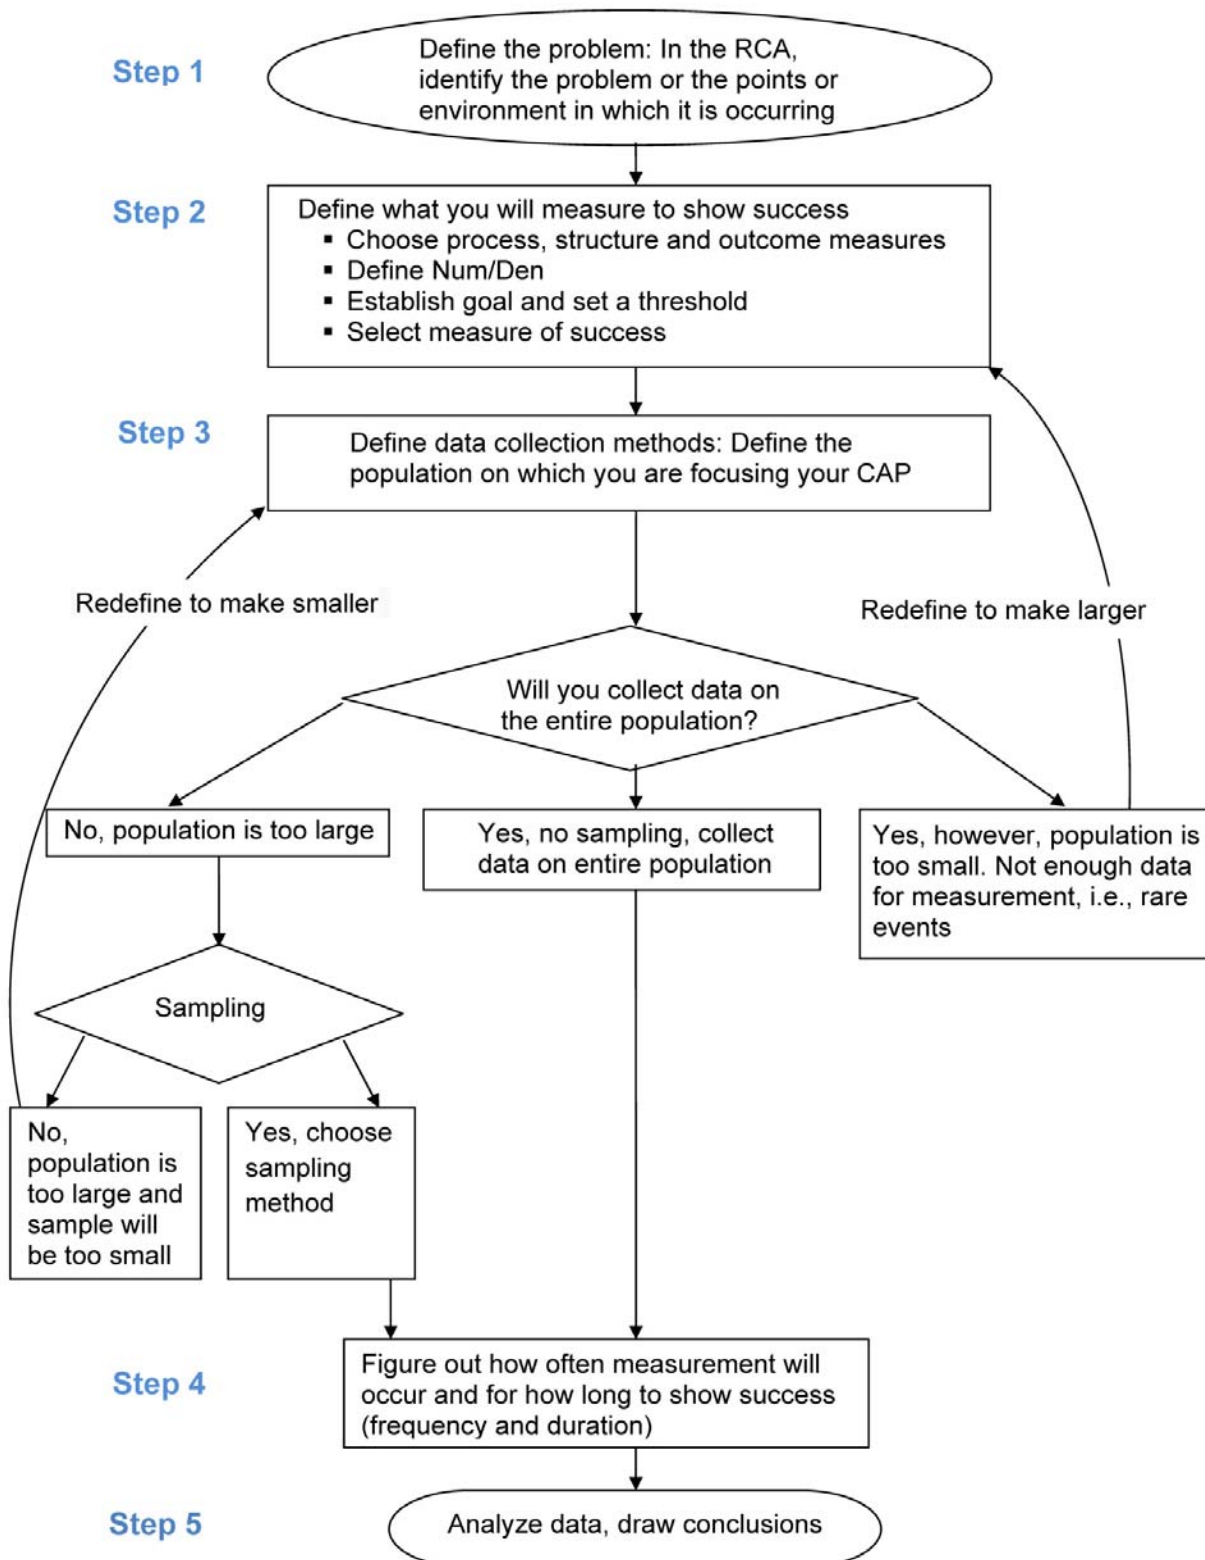 Step 1
Define the problem: In the RCA,
identify the problem or the points or
environment in which it is occurring
Step 2
Define what you will measure to show success
▪ Choose process, structure and outcome measures
▪ Define Num/Den
▪ Establish goal and set a threshold
▪ Select measure of success
Step 3
Define data collection methods: Define the
population on which you are focusing your CAP
Redefine to make smaller
Redefine to make larger
Will you collect data on
the entire population?
No, population is too large
Yes, no sampling, collect
data on entire population
Yes, however, population is
too small. Not enough data
for measurement, i.e., rare
events
Sampling
No,
population is
too large and
sample will
be too small
Yes, choose
sampling
method
Step 4
Figure out how often measurement will
occur and for how long to show success
(frequency and duration)
Step 5
Analyze data, draw conclusions